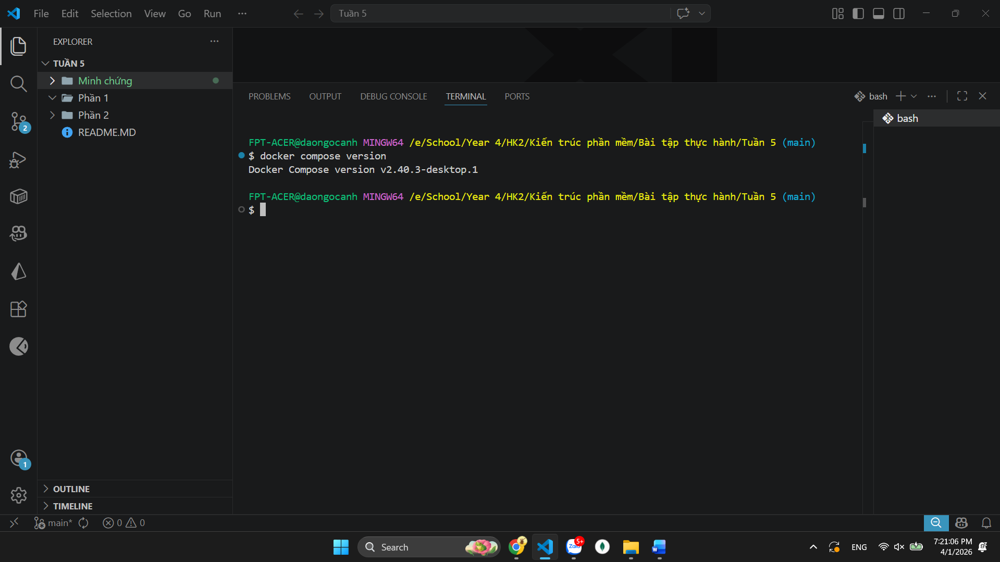 File Edit Selection View Go Run ···
Tuần 5
EXPLORER
TUẦN 5
Minh chứng
Phần 1
Phần 2
README.MD
2
1
OUTLINE
TIMELINE
PROBLEMS OUTPUT DEBUG CONSOLE TERMINAL PORTS
bash
bash
FPT-ACER@daongocanh MINGW64 /e/School/Year 4/HK2/Kiến trúc phần mềm/Bài tập thực hành/Tuần 5 (main)
$ docker compose version
Docker Compose version v2.40.3-desktop.1
FPT-ACER@daongocanh MINGW64 /e/School/Year 4/HK2/Kiến trúc phần mềm/Bài tập thực hành/Tuần 5 (main)
$
main* 0 0
Search
Zalo
5+
W
ENG
7:21:06 PM
4/1/2026